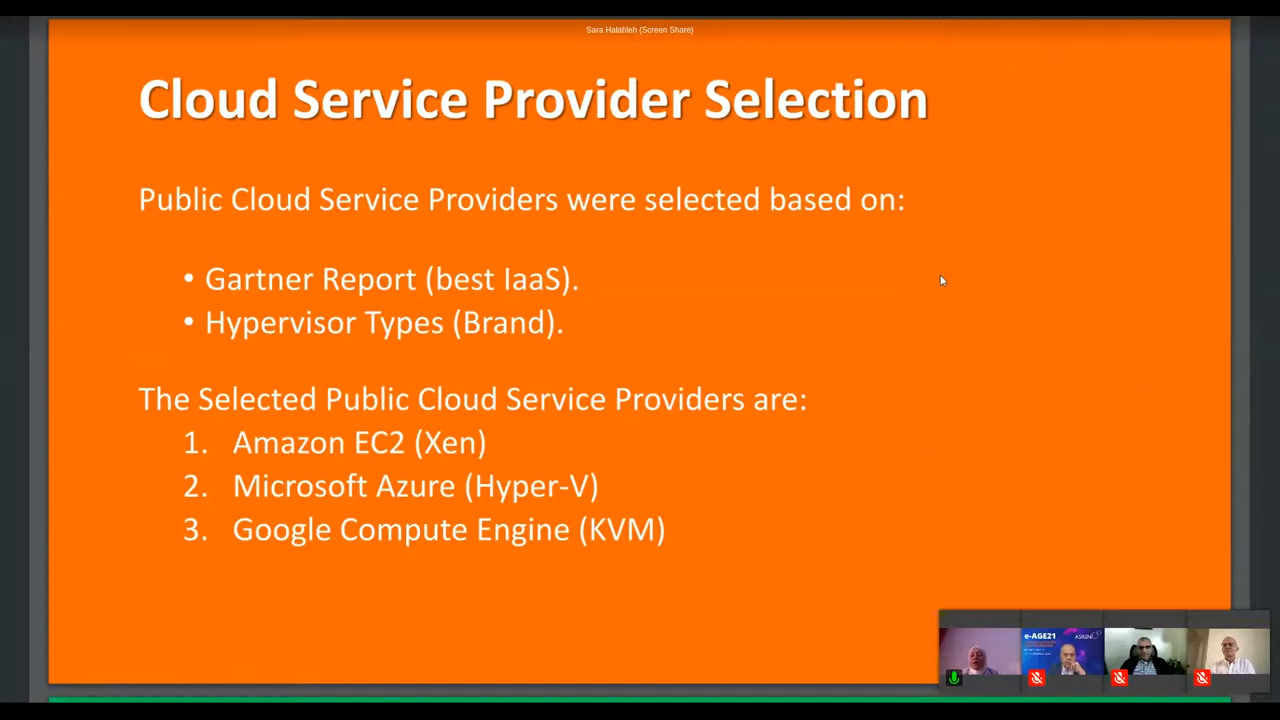 Sara Halahleh (Screen Share)
Cloud Service Provider Selection
Public Cloud Service Providers were selected based on:
• Gartner Report (best IaaS).
• Hypervisor Types (Brand).
The Selected Public Cloud Service Providers are:
1. Amazon EC2 (Xen)
2. Microsoft Azure (Hyper-V)
3. Google Compute Engine (KVM)
e-AGE21
ASREN